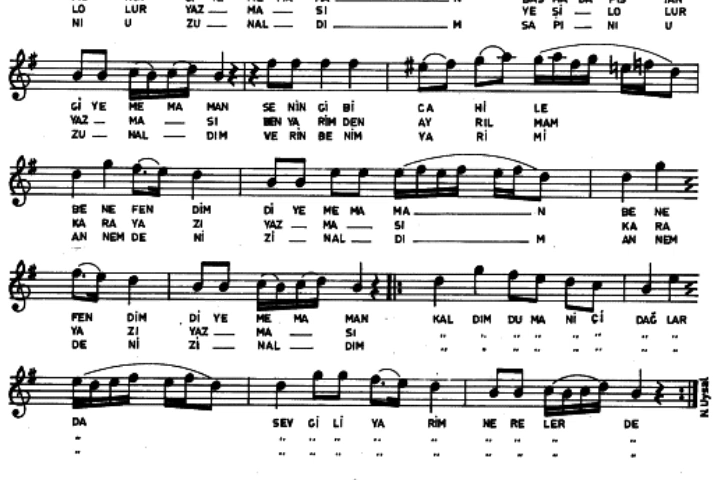 LO LUR YAZ — MA — SI YE Şİ — LO LUR
NI U ZU — NAL — DI — M SA PI — NI U
Gİ YE ME MA MAN SE NİN Gİ Bİ CA Hİ LE
YAZ — MA — SI BEN YA RİM DEN AY RIL MAM
ZU — NAL — DIM VE RİN BE NİM YA Rİ Mİ
BE NE FEN DİM Dİ YE ME MA MA — N BE NE
KA RA YA ZI YAZ — MA — SI KA RA
AN NEM DE Nİ Zİ — NAL — DI — M AN NEM
FEN DİM Dİ YE ME MA MAN KAL DIM DU MA Nİ Çİ DAĞ LAR
YA ZI YAZ — MA — SI " " " " " " "
DE Nİ Zİ — NAL — DIM " " " " " " "
DA SEV Gİ Lİ YA RİM NE RE LER DE
" " " " " " " " " "
" " " " " " " " " "
N.Uysal